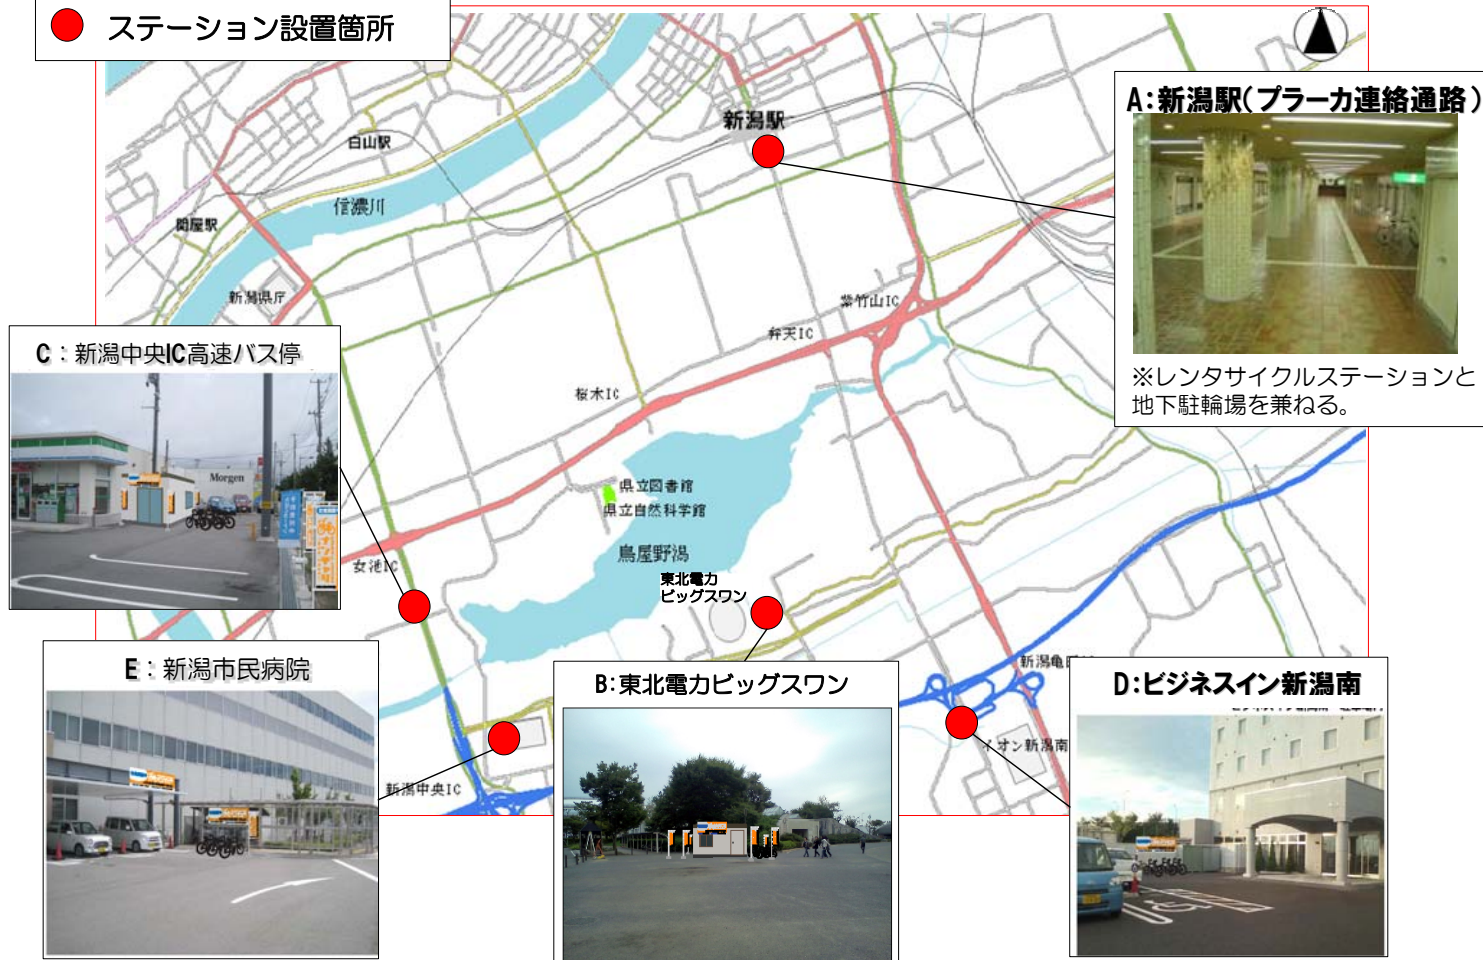 ステーション設置箇所
A:新潟駅(プラーカ連絡通路)
※レンタサイクルステーションと
地下駐輪場を兼ねる。
新潟駅
白山駅
信濃川
関屋駅
新潟県庁
紫竹山IC
弁天IC
桜木IC
C：新潟中央IC高速バス停
Morgen
県立図書館
県立自然科学館
鳥屋野潟
女池IC
東北電力
ビッグスワン
E：新潟市民病院
B:東北電力ビッグスワン
D:ビジネスイン新潟南
イオン新潟南
新潟中央IC